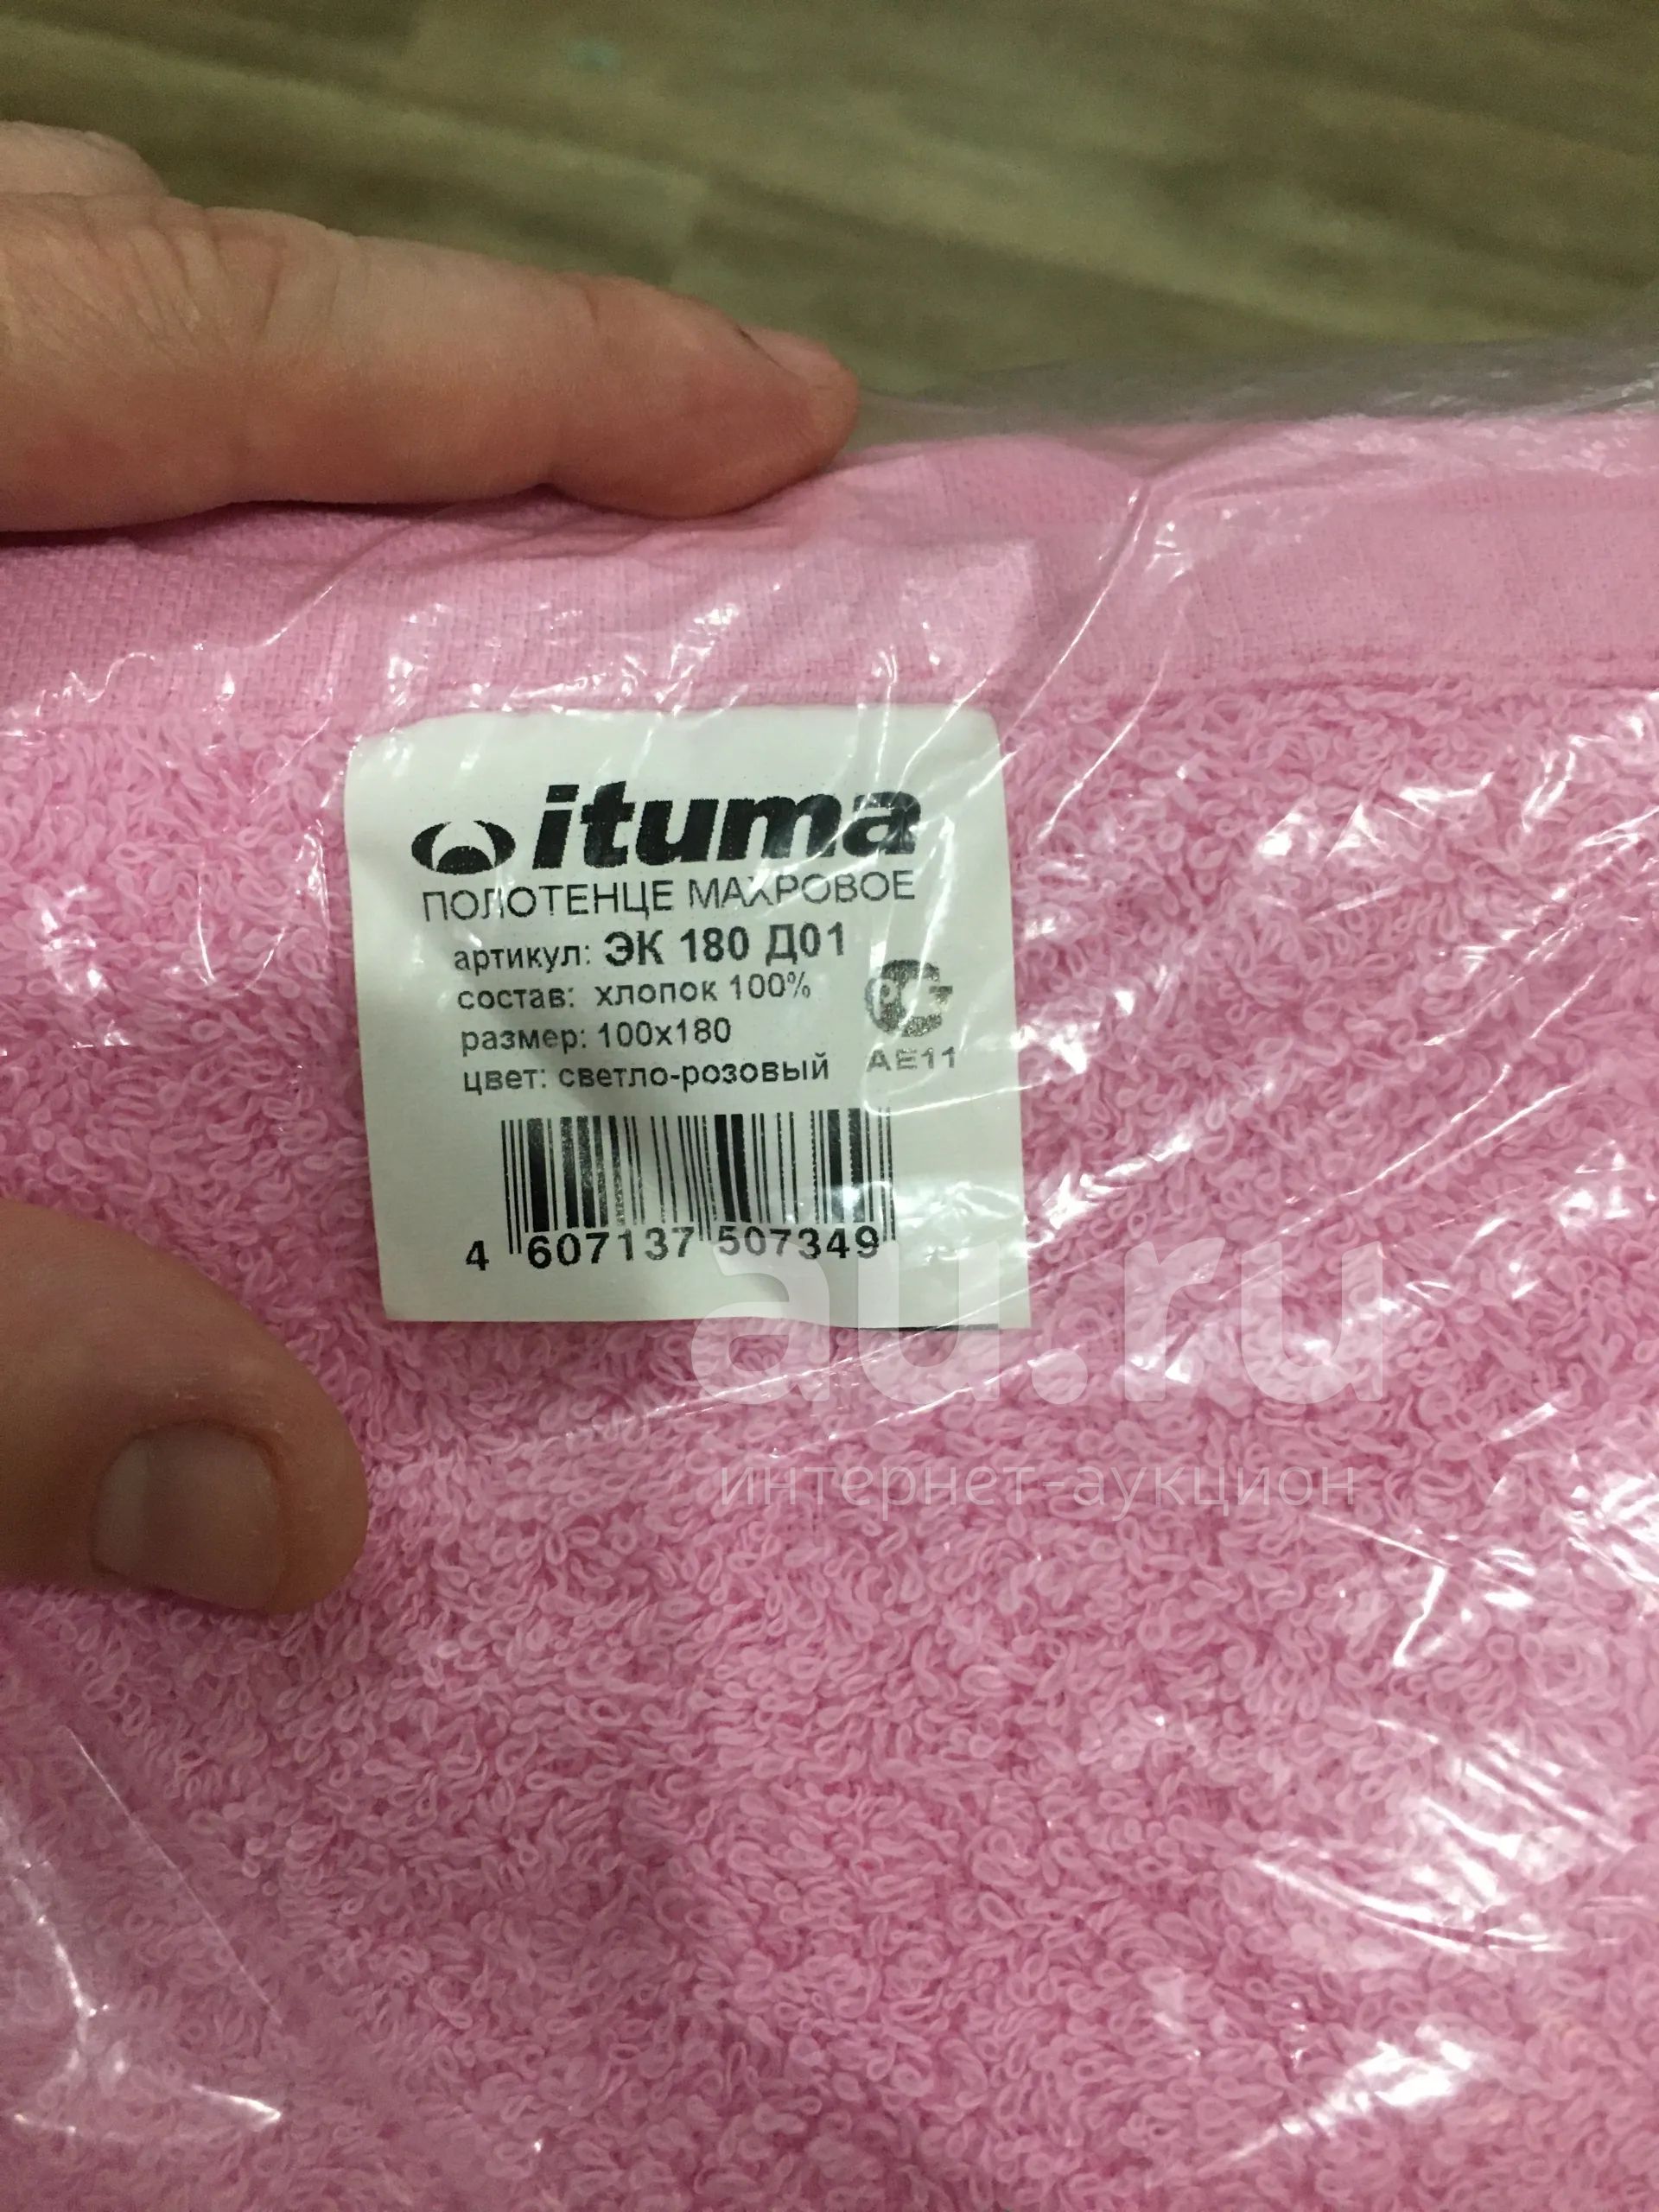 ituma
ПОЛОТЕНЦЕ МАХРОВОЕ
артикул: ЭК 180 Д01
состав: хлопок 100%
размер: 100х180
цвет: светло-розовый
АЕ11
4 607137 507349
au.ru
интернет-аукцион